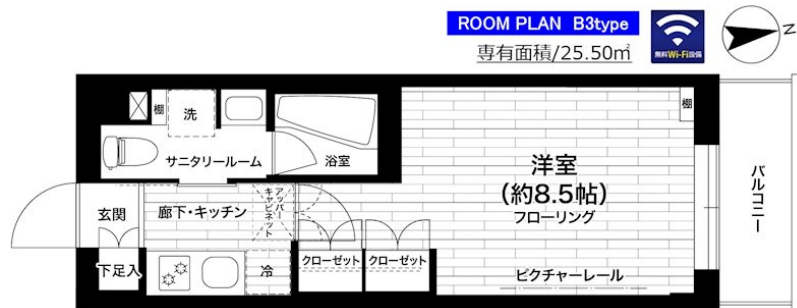 ROOM PLAN B3type
専有面積/25.50㎡
無料Wi-Fi設備
N
棚
洗
サニタリールーム
浴室
棚
洋室
(約8.5帖)
フローリング
バルコニー
玄関
廊下・キッチン
アッパー
キャビネット
下足入
冷
クローゼット
クローゼット
ピクチャーレール